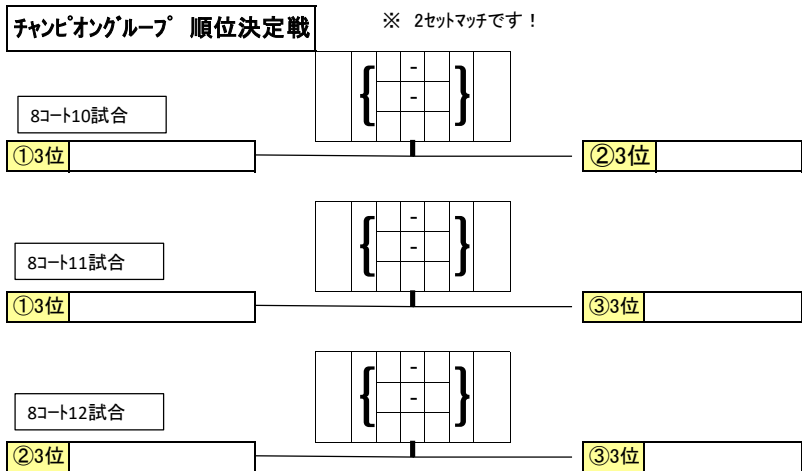 チャンピオングループ 順位決定戦
※ 2セットマッチです！
-
-
8コート10試合
①3位
②3位
-
-
8コート11試合
①3位
③3位
-
-
8コート12試合
②3位
③3位